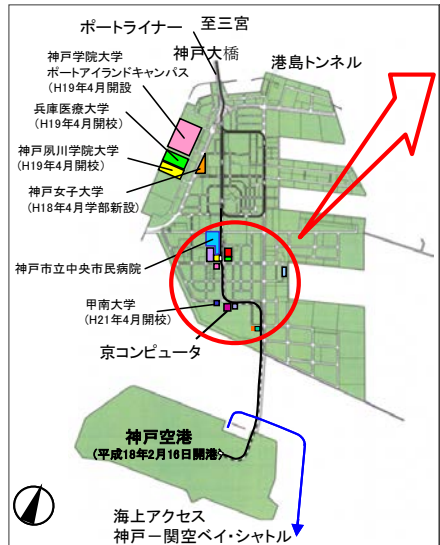 ポートライナー
至三宮
神戸大橋
港島トンネル
神戸学院大学
ポートアイランドキャンパス
(H19年4月開設
兵庫医療大学
(H19年4月開校)
神戸夙川学院大学
(H19年4月開校)
神戸女子大学
(H18年4月学部新設)
神戸市立中央市民病院
甲南大学
(H21年4月開校)
京コンピュータ
神戸空港
(平成18年2月16日開港)
海上アクセス
神戸ー関空ベイ・シャトル